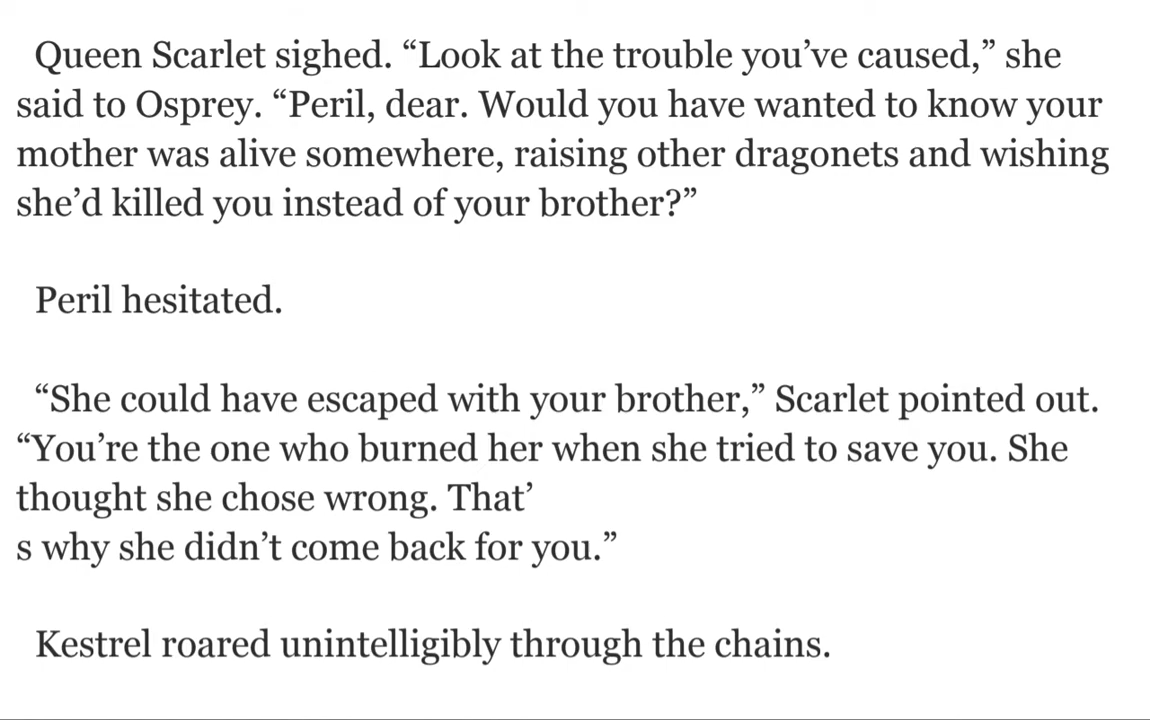 Queen Scarlet sighed. “Look at the trouble you’ve caused,” she
said to Osprey. “Peril, dear. Would you have wanted to know your
mother was alive somewhere, raising other dragonets and wishing
she’d killed you instead of your brother?”
Peril hesitated.
“She could have escaped with your brother,” Scarlet pointed out.
“You’re the one who burned her when she tried to save you. She
thought she chose wrong. That’
s why she didn’t come back for you.”
Kestrel roared unintelligibly through the chains.